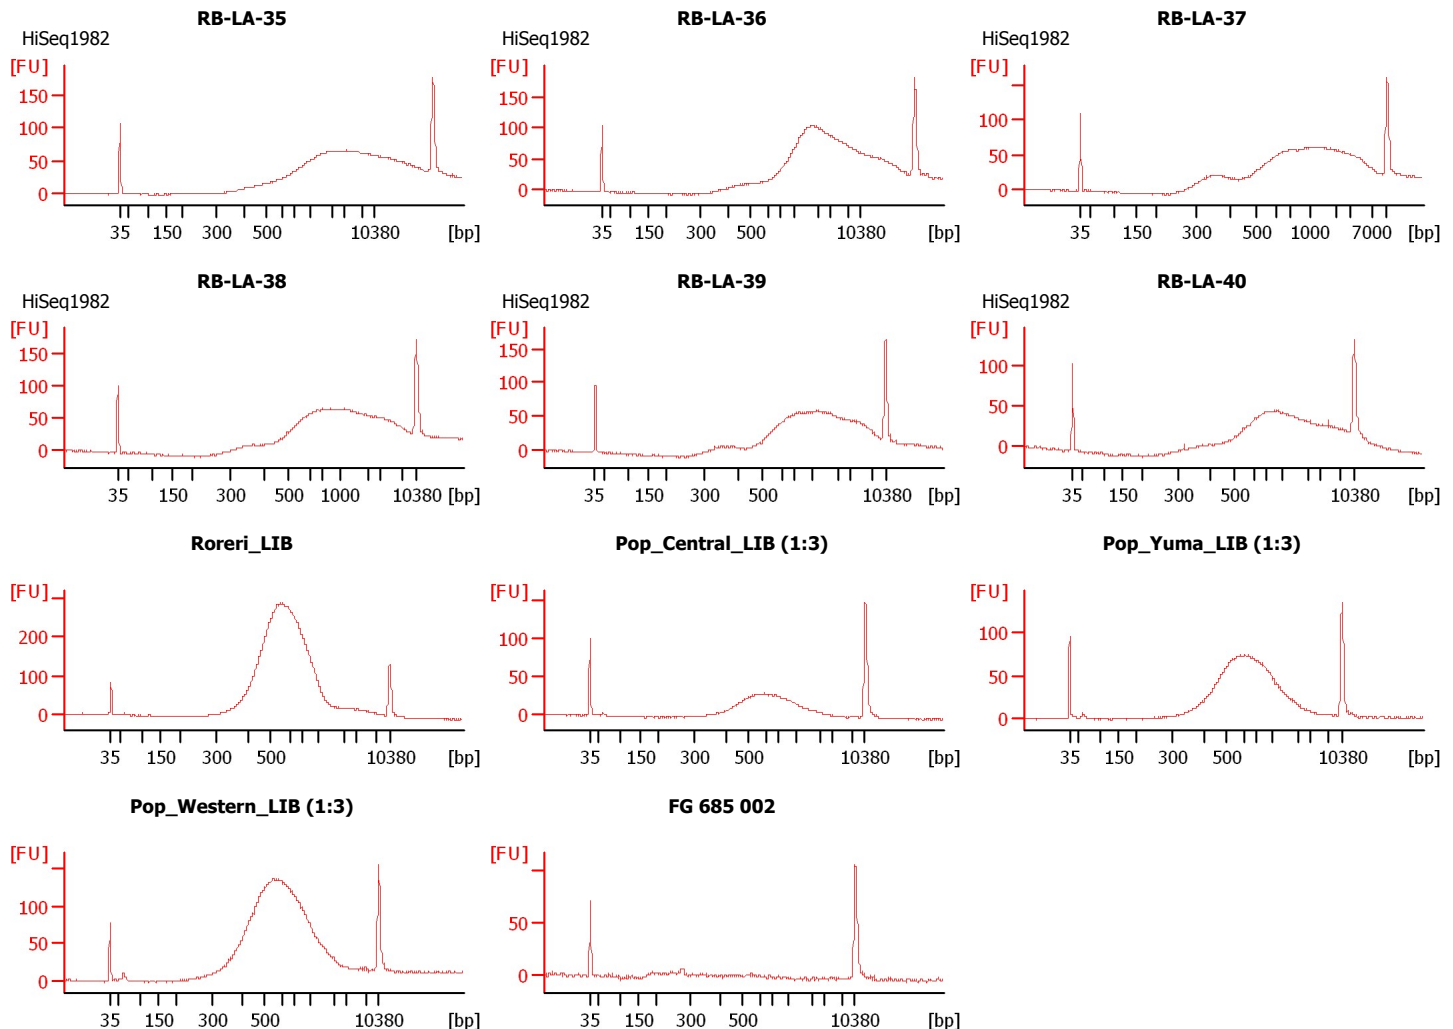 RB-LA-35
HiSeq1982
[FU]
150
100
50
0
35 150 300 500 10380 [bp]
RB-LA-36
HiSeq1982
[FU]
150
100
50
0
35 150 300 500 10380 [bp]
RB-LA-37
HiSeq1982
[FU]
100
50
0
35 150 300 500 1000 7000 [bp]
RB-LA-38
HiSeq1982
[FU]
150
100
50
0
35 150 300 500 1000 10380 [bp]
RB-LA-39
HiSeq1982
[FU]
150
100
50
0
35 150 300 500 10380 [bp]
RB-LA-40
HiSeq1982
[FU]
100
50
0
35 150 300 500 10380 [bp]
Roreri_LIB
[FU]
200
100
0
35 150 300 500 10380 [bp]
Pop_Central_LIB (1:3)
[FU]
100
50
0
35 150 300 500 10380 [bp]
Pop_Yuma_LIB (1:3)
[FU]
100
50
0
35 150 300 500 10380 [bp]
Pop_Western_LIB (1:3)
[FU]
100
50
0
35 150 300 500 10380 [bp]
FG 685 002
[FU]
50
0
35 150 300 500 10380 [bp]